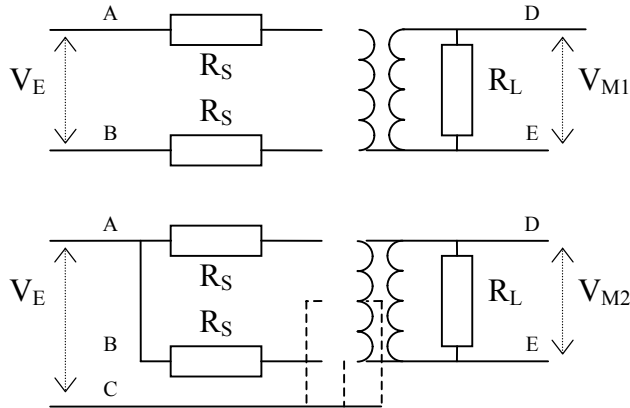 A D
R_S
V_E R_L V_M1
R_S
B E
A D
R_S
V_E R_L V_M2
R_S
B E
C